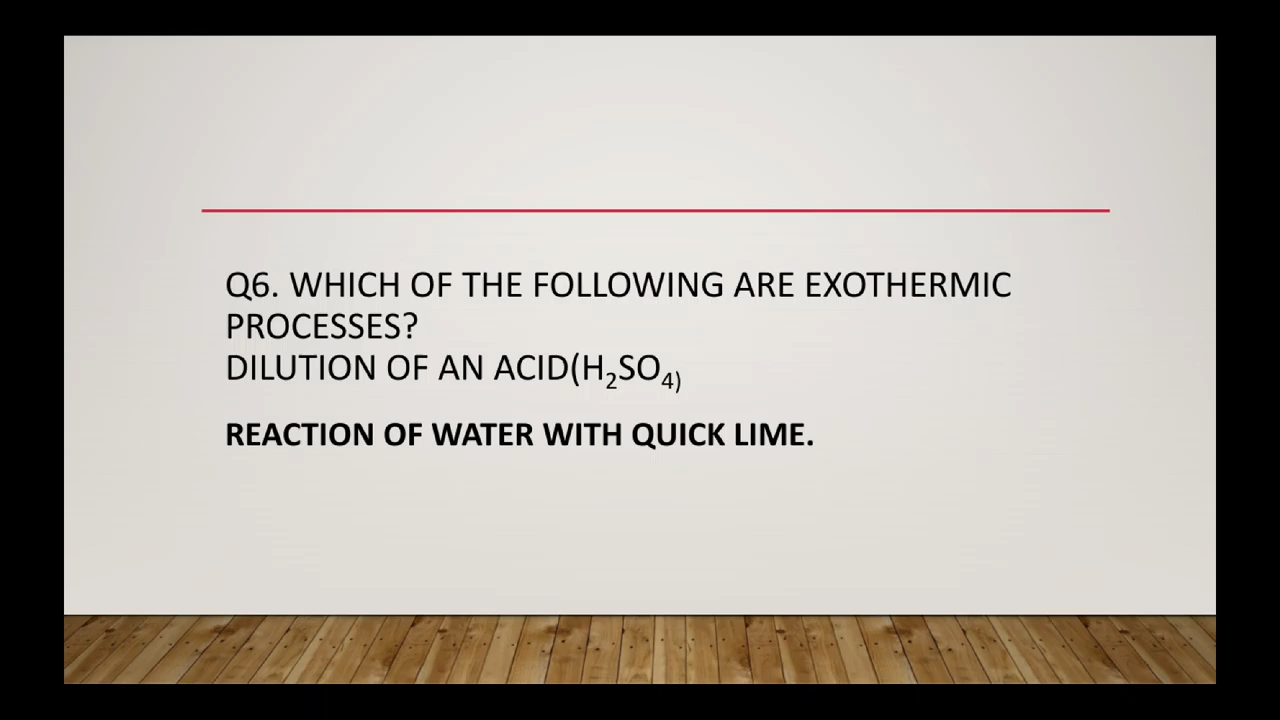 Q6. WHICH OF THE FOLLOWING ARE EXOTHERMIC
PROCESSES?
DILUTION OF AN ACID(H₂SO₄)
REACTION OF WATER WITH QUICK LIME.